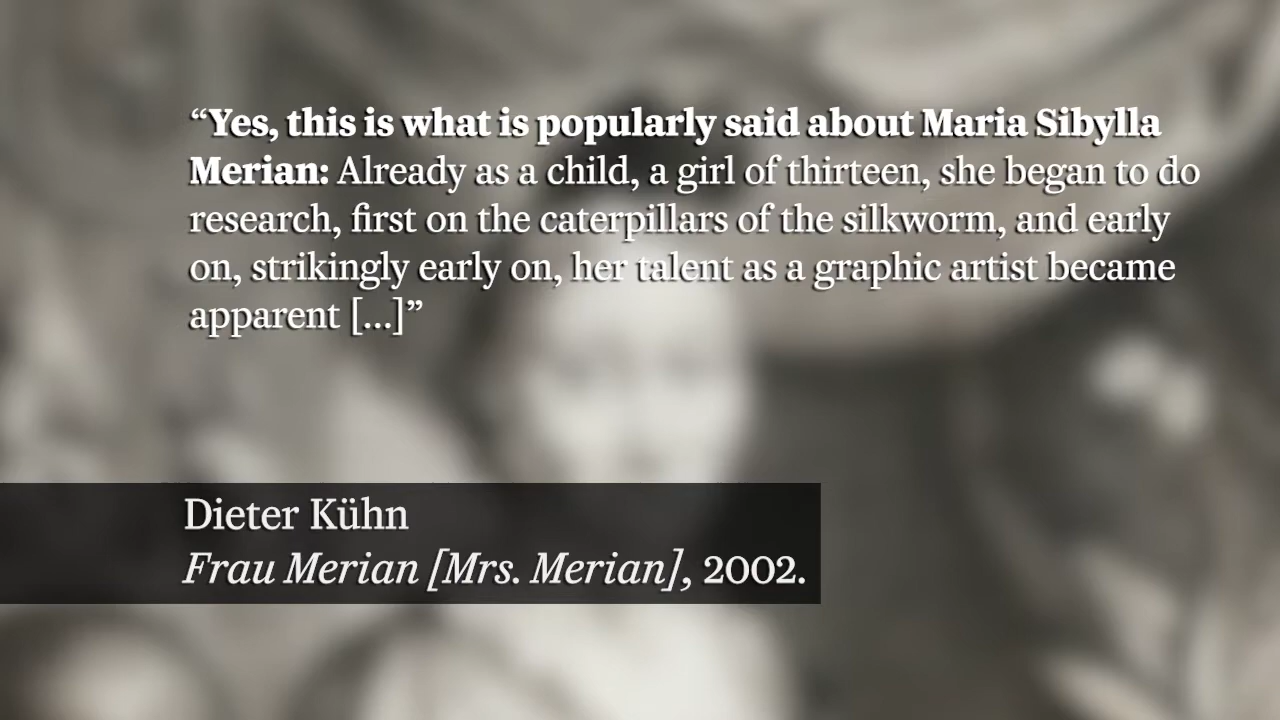 “Yes, this is what is popularly said about Maria Sibylla
Merian: Already as a child, a girl of thirteen, she began to do
research, first on the caterpillars of the silkworm, and early
on, strikingly early on, her talent as a graphic artist became
apparent [...]”
Dieter Kühn
Frau Merian [Mrs. Merian], 2002.